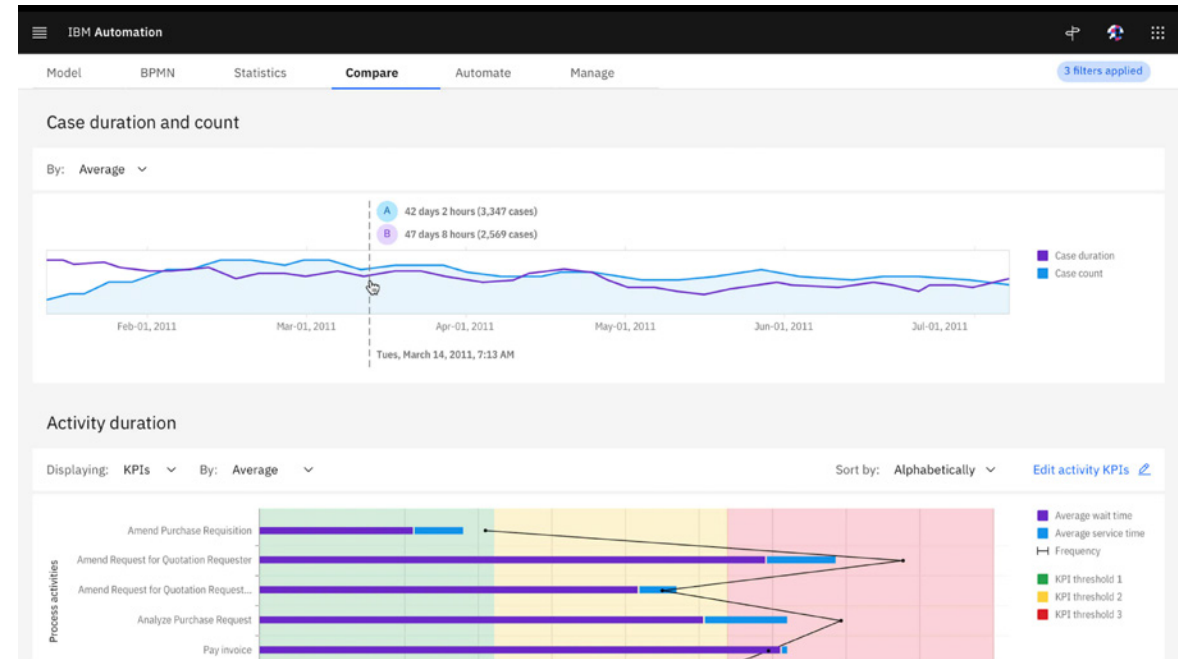 IBM Automation
Model BPMN Statistics Compare Automate Manage
3 filters applied
Case duration and count
By: Average
A 42 days 2 hours (3,347 cases)
B 47 days 8 hours (2,569 cases)
Case duration
Case count
Feb-01, 2011 Mar-01, 2011 Apr-01, 2011 May-01, 2011 Jun-01, 2011 Jul-01, 2011
Tues, March 14, 2011, 7:13 AM
Activity duration
Displaying: KPIs By: Average Sort by: Alphabetically Edit activity KPIs
Process activities
Amend Purchase Requisition
Amend Request for Quotation Requester
Amend Request for Quotation Request...
Analyze Purchase Request
Pay invoice
Average wait time
Average service time
Frequency
KPI threshold 1
KPI threshold 2
KPI threshold 3